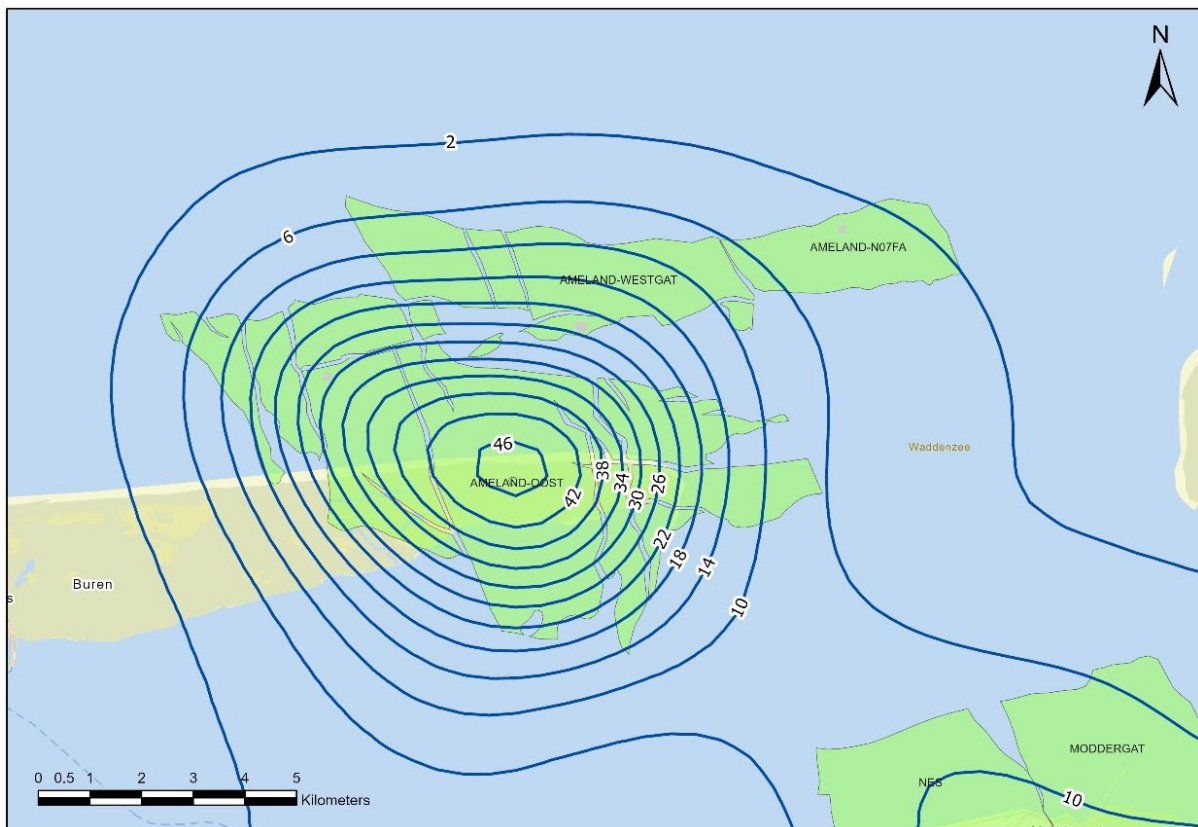 N
2
6
AMELAND-N07FA
AMELAND-WESTGAT
46
Waddenzee
38
AMELAND-OOST
34
26
42
30
22
18
14
Buren
s
10
MODDERGAT
NES
0 0.5 1 2 3 4 5
Kilometers
10